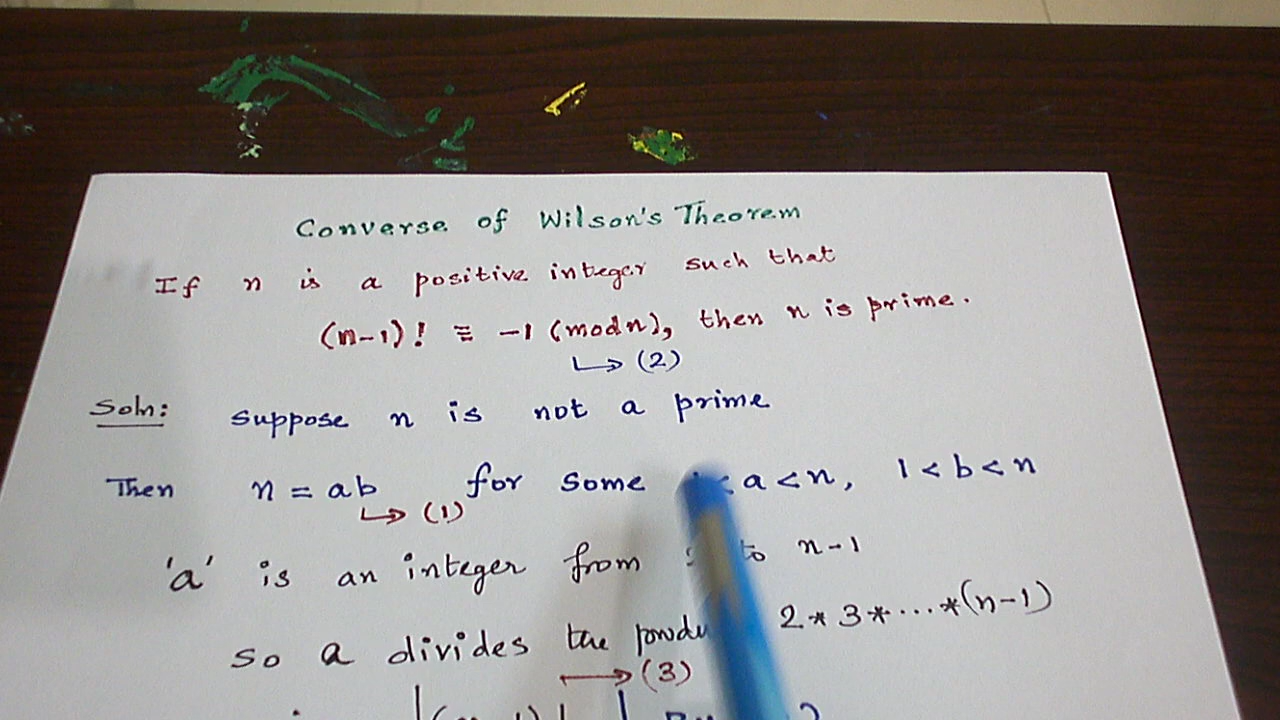 Converse of Wilson's Theorem
If n is a positive integer such that
(n-1)! ≡ -1 (mod n), then n is prime.
↳ (2)
Soln: Suppose n is not a prime
Then n = ab for some < a < n, 1 < b < n
↳ (1)
'a' is an integer from to n-1
So a divides the 2 * 3 * ... * (n-1)
→ (3)